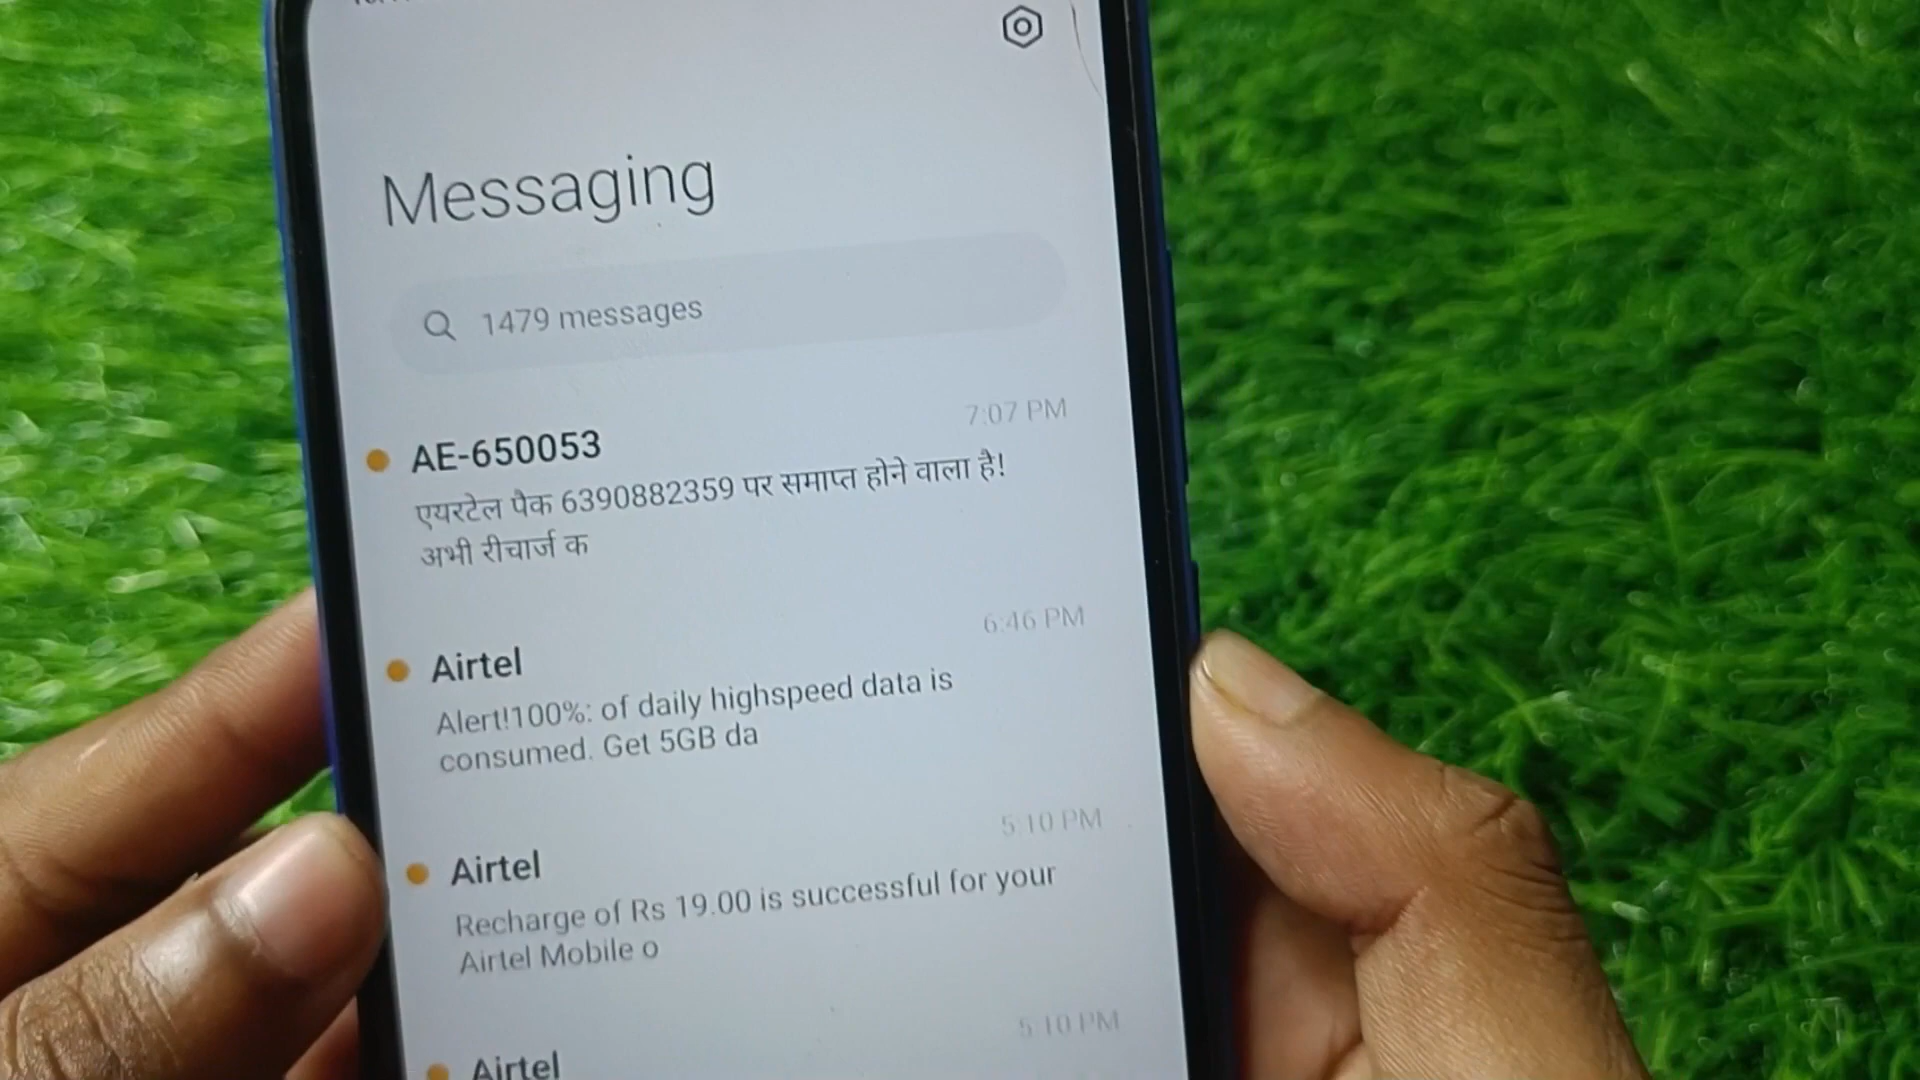 Messaging
1479 messages
7:07 PM
AE-650053
एयरटेल पैक 6390882359 पर समाप्त होने वाला है!
अभी रीचार्ज क
6:46 PM
Airtel
Alert!100%: of daily highspeed data is
consumed. Get 5GB da
5:10 PM
Airtel
Recharge of Rs 19.00 is successful for your
Airtel Mobile o
5:10 PM
Airtel